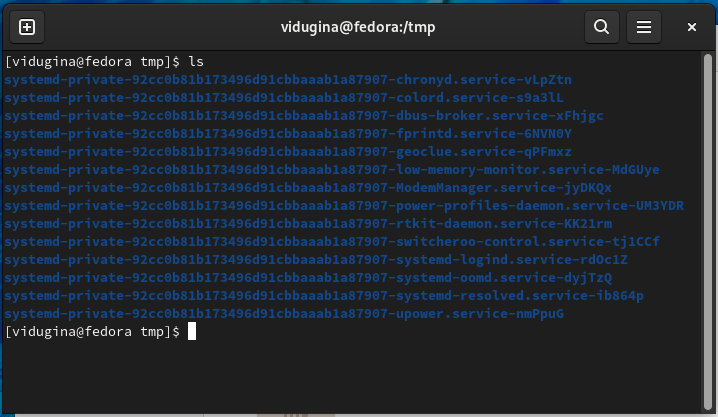 vidugina@fedora:/tmp
[vidugina@fedora tmp]$ ls
systemd-private-92cc0b81b173496d91cbbaaab1a87907-chronyd.service-vLpZtn
systemd-private-92cc0b81b173496d91cbbaaab1a87907-colord.service-s9a3lL
systemd-private-92cc0b81b173496d91cbbaaab1a87907-dbus-broker.service-xFhjgc
systemd-private-92cc0b81b173496d91cbbaaab1a87907-fprintd.service-6NVN0Y
systemd-private-92cc0b81b173496d91cbbaaab1a87907-geoclue.service-qPFmxz
systemd-private-92cc0b81b173496d91cbbaaab1a87907-low-memory-monitor.service-MdGUye
systemd-private-92cc0b81b173496d91cbbaaab1a87907-ModemManager.service-jyDKQx
systemd-private-92cc0b81b173496d91cbbaaab1a87907-power-profiles-daemon.service-UM3YDR
systemd-private-92cc0b81b173496d91cbbaaab1a87907-rtkit-daemon.service-KK21rm
systemd-private-92cc0b81b173496d91cbbaaab1a87907-switcheroo-control.service-tj1CCf
systemd-private-92cc0b81b173496d91cbbaaab1a87907-systemd-logind.service-rdOc1Z
systemd-private-92cc0b81b173496d91cbbaaab1a87907-systemd-oomd.service-dyjTzQ
systemd-private-92cc0b81b173496d91cbbaaab1a87907-systemd-resolved.service-ib864p
systemd-private-92cc0b81b173496d91cbbaaab1a87907-upower.service-nmPpuG
[vidugina@fedora tmp]$